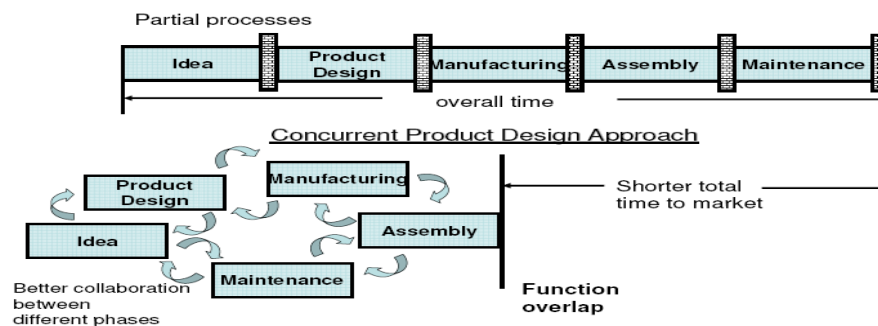 Partial processes
Idea
Product
Design
Manufacturing
Assembly
Maintenance
overall time
Concurrent Product Design Approach
Product
Design
Manufacturing
Shorter total
time to market
Idea
Assembly
Maintenance
Better collaboration
between
different phases
Function
overlap